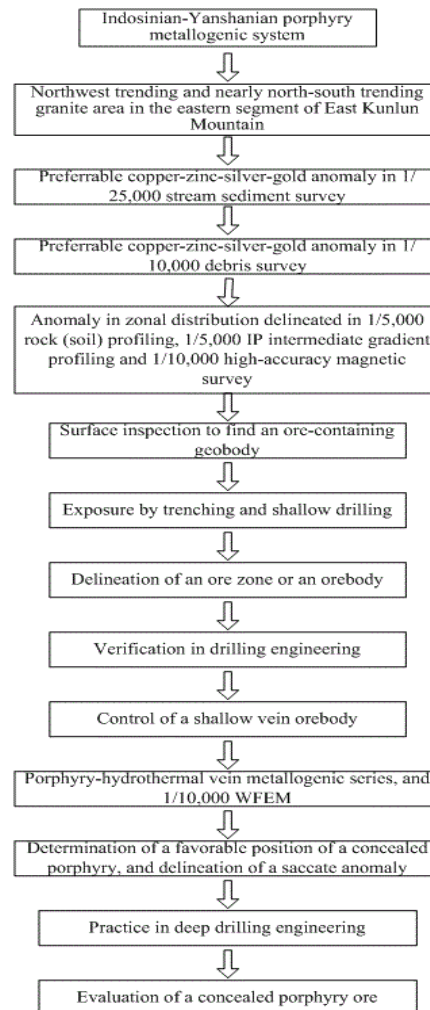 Indosinian-Yanshanian porphyry
metallogenic system
Northwest trending and nearly north-south trending
granite area in the eastern segment of East Kunlun
Mountain
Preferrable copper-zinc-silver-gold anomaly in 1/
25,000 stream sediment survey
Preferrable copper-zinc-silver-gold anomaly in 1/
10,000 debris survey
Anomaly in zonal distribution delineated in 1/5,000
rock (soil) profiling, 1/5,000 IP intermediate gradient
profiling and 1/10,000 high-accuracy magnetic
survey
Surface inspection to find an ore-containing
geobody
Exposure by trenching and shallow drilling
Delineation of an ore zone or an orebody
Verification in drilling engineering
Control of a shallow vein orebody
Porphyry-hydrothermal vein metallogenic series, and
1/10,000 WFEM
Determination of a favorable position of a concealed
porphyry, and delineation of a saccate anomaly
Practice in deep drilling engineering
Evaluation of a concealed porphyry ore